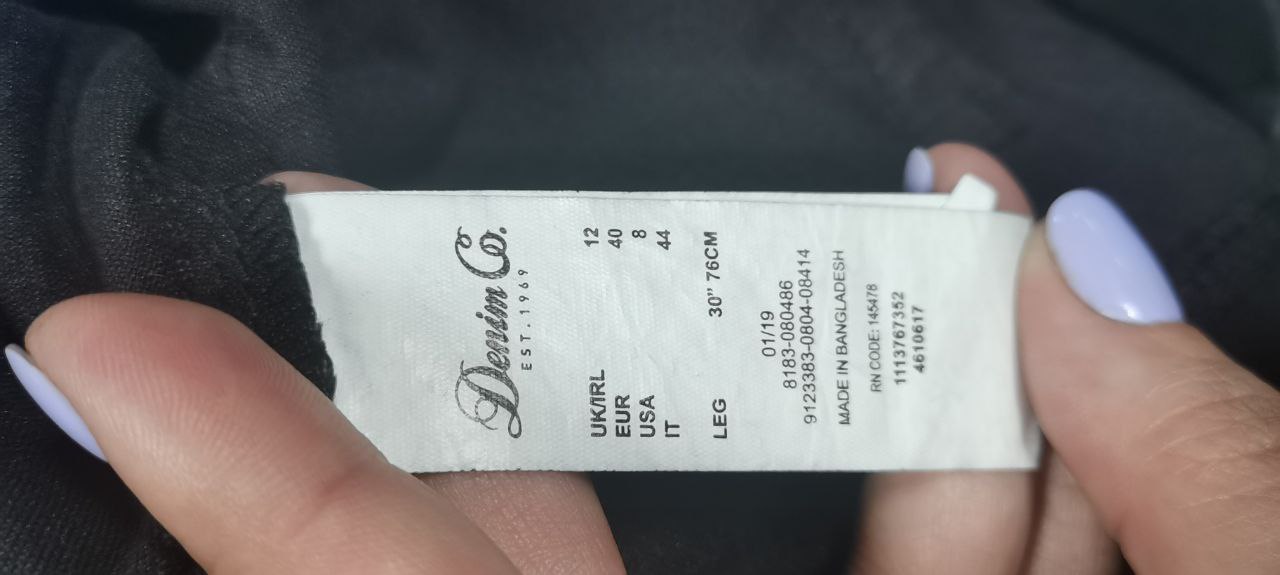 Denim Co.
EST. 1969
UK/IRL 12
EUR 40
USA 8
IT 44
LEG 30" 76CM
01/19
8183-080486
9123383-0804-08414
MADE IN BANGLADESH
RN CODE: 145478
1113767352
4610617